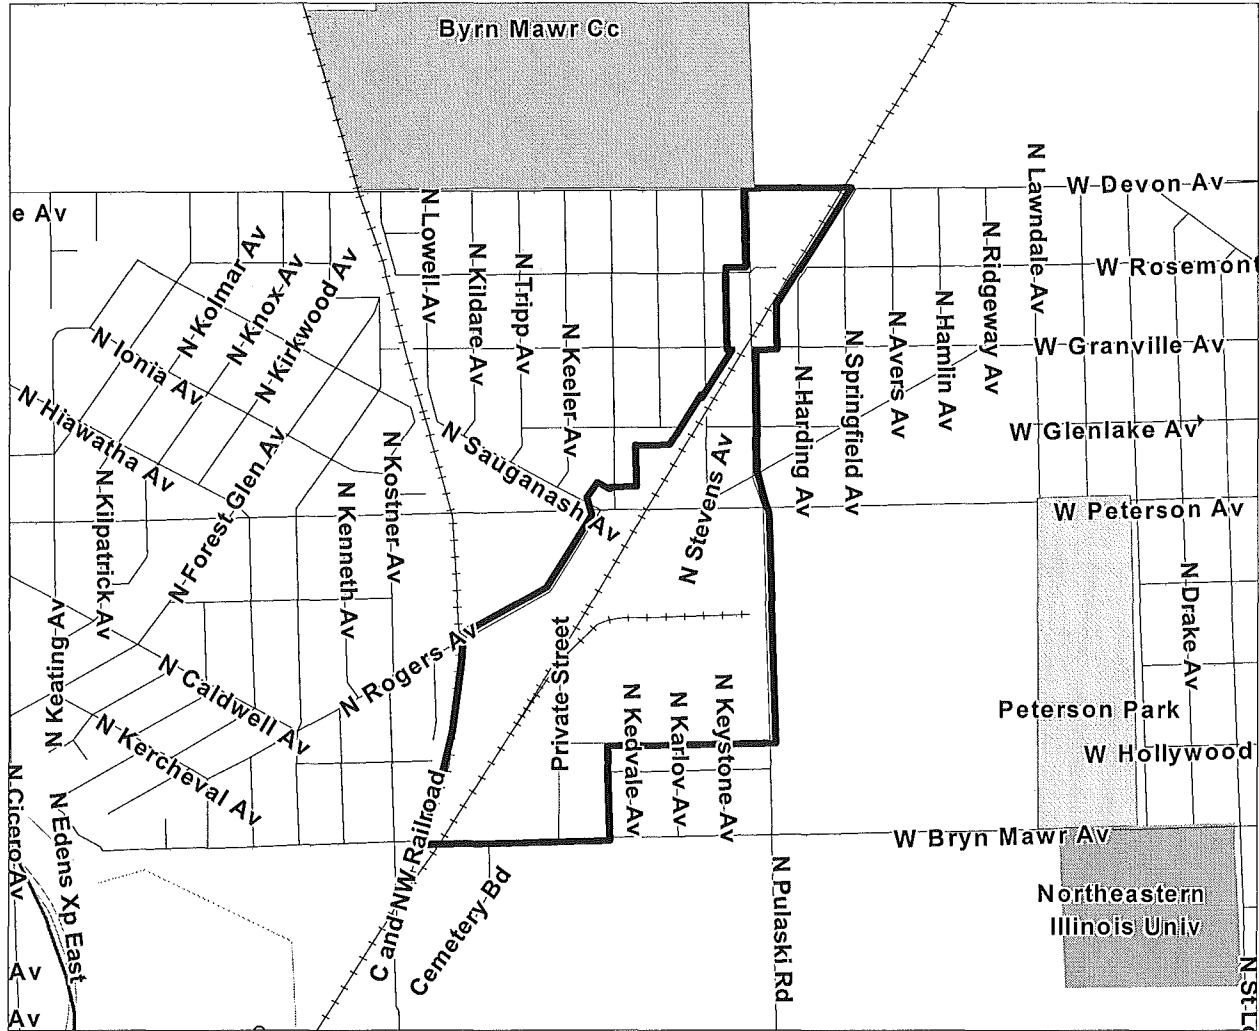 Byrn Mawr Cc
W Devon Av
e Av
N Lowell Av
N Kildare Av
N Tripp Av
N Keeler Av
N Lawndale Av
N Ridgeway Av
W Rosemont
N Kolmar Av
N Knox Av
N Kirkwood Av
N Ionia Av
N Hiawatha Av
N Hamlin Av
N Avers Av
N Springfield Av
N Harding Av
W Granville Av
W Glenlake Av
N Sauganash Av
N Stevens Av
W Peterson Av
N Forest Glen Av
N Kilpatrick Av
N Kostner Av
N Kenneth Av
N Keating Av
N Drake Av
Private Street
N Rogers Av
N Caldwell Av
N Kercheval Av
N Kedvale Av
N Karlov Av
N Keystone Av
Peterson Park
W Hollywood
N Cicero Av
N Edens Xp East
C and NW Railroad
Cemetery Bd
W Bryn Mawr Av
N Pulaski Rd
Northeastern
Illinois Univ
Av
Av